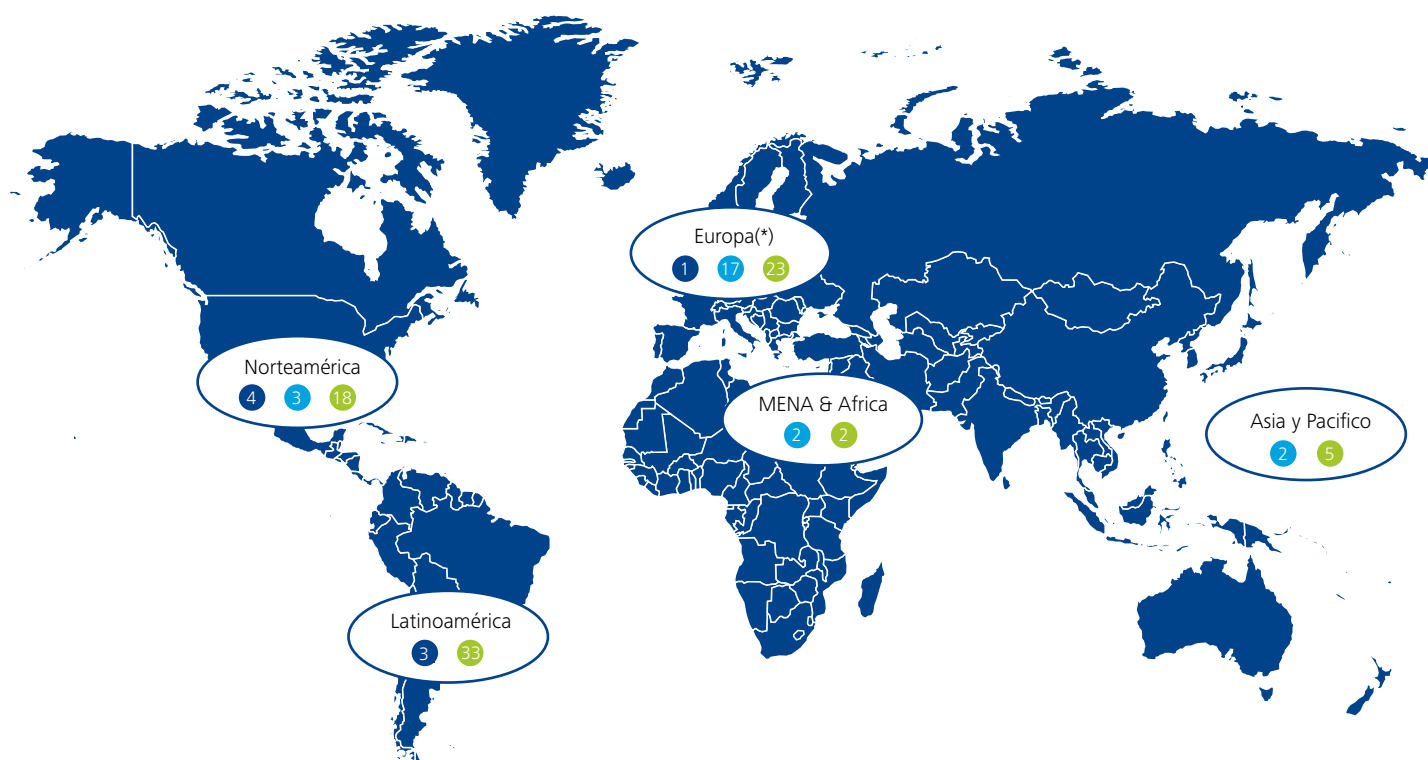 Europa(*)
1 17 23
Norteamérica
4 3 18
MENA & Africa
2 2
Asia y Pacifico
2 5
Latinoamérica
3 33